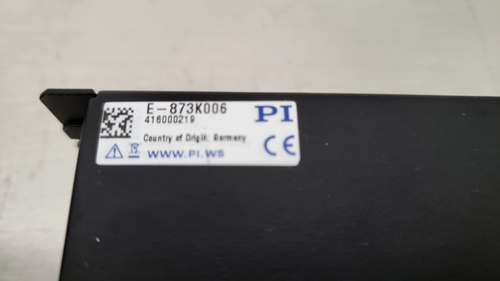 E-873K006
416000219
PI
Country of Origin: Germany
WWW.PI.WS
CE